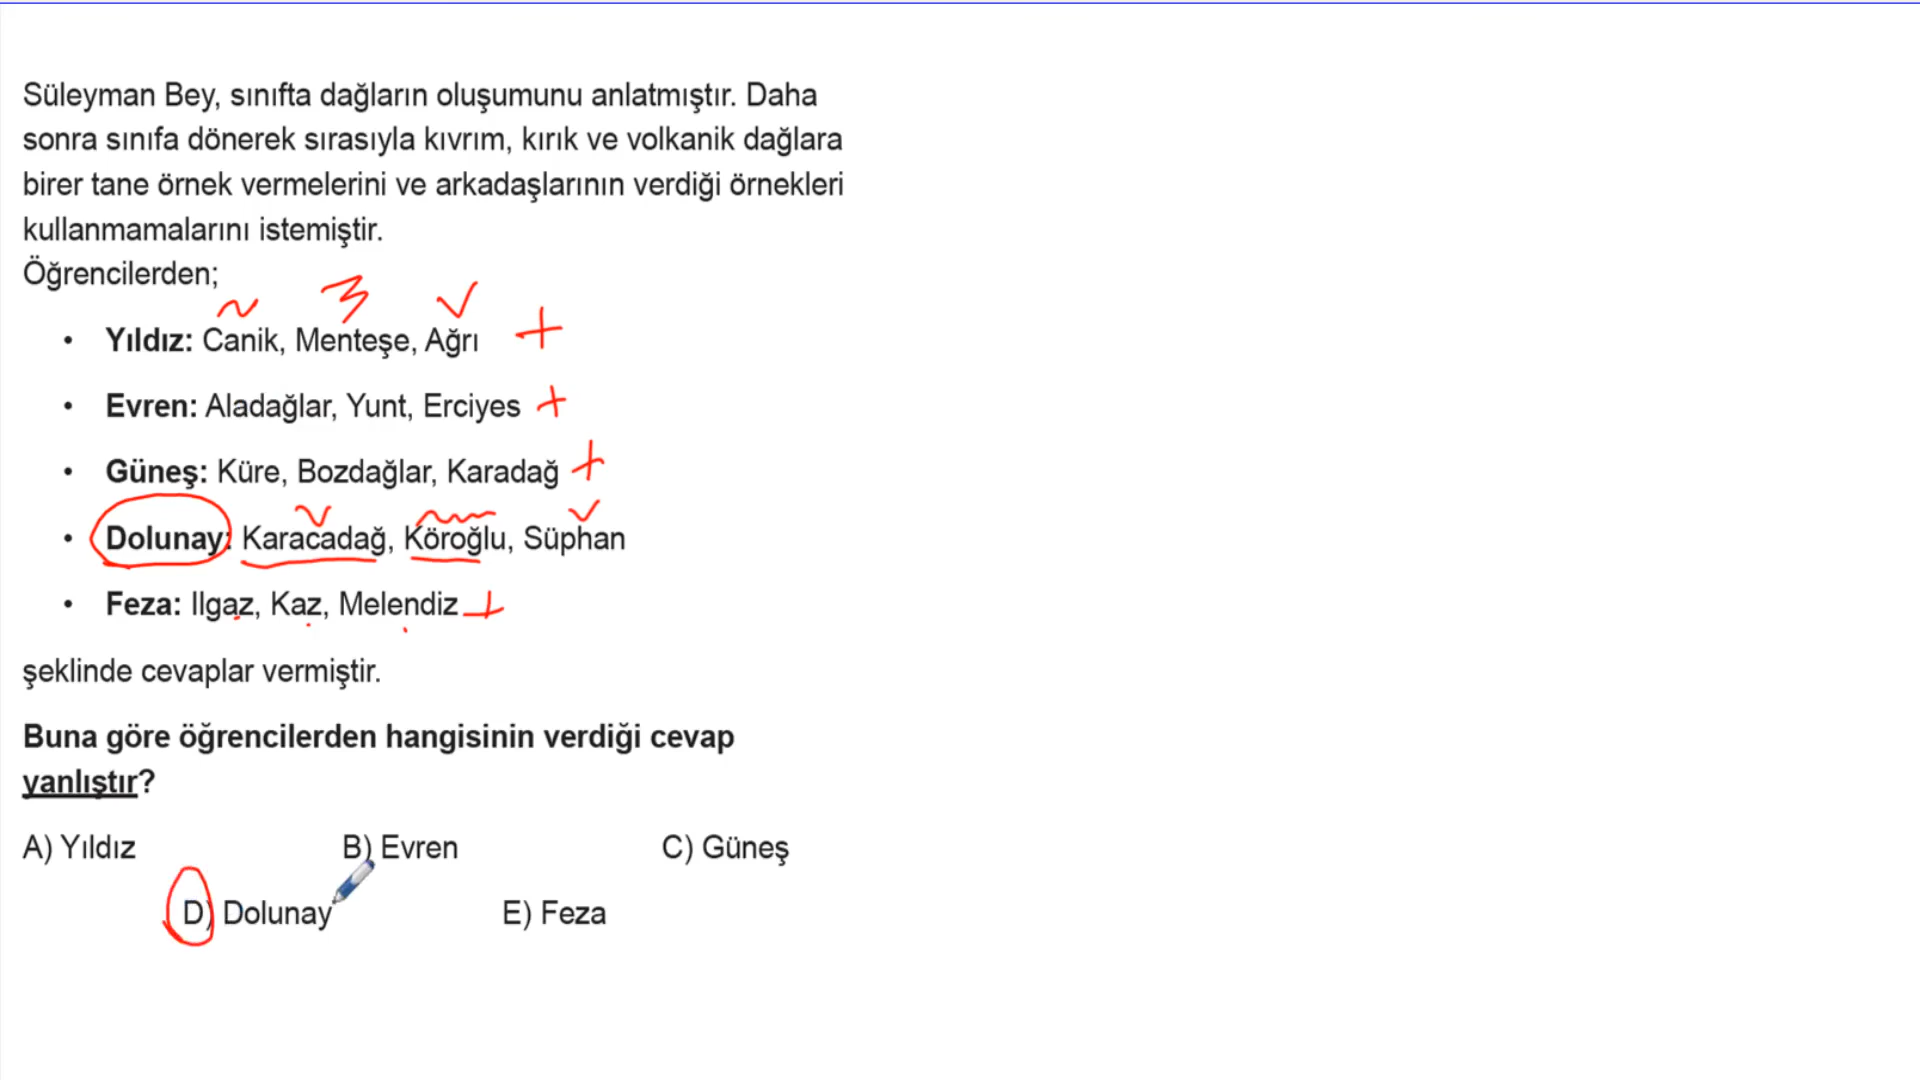 Süleyman Bey, sınıfta dağların oluşumunu anlatmıştır. Daha
sonra sınıfa dönerek sırasıyla kıvrım, kırık ve volkanik dağlara
birer tane örnek vermelerini ve arkadaşlarının verdiği örnekleri
kullanmamalarını istemiştir.
Öğrencilerden;
• Yıldız: Canik, Menteşe, Ağrı +
• Evren: Aladağlar, Yunt, Erciyes +
• Güneş: Küre, Bozdağlar, Karadağ +
• Dolunay: Karacadağ, Köroğlu, Süphan
• Feza: Ilgaz, Kaz, Melendiz +
şeklinde cevaplar vermiştir.
Buna göre öğrencilerden hangisinin verdiği cevap
yanlıştır?
A) Yıldız B) Evren C) Güneş
D) Dolunay E) Feza